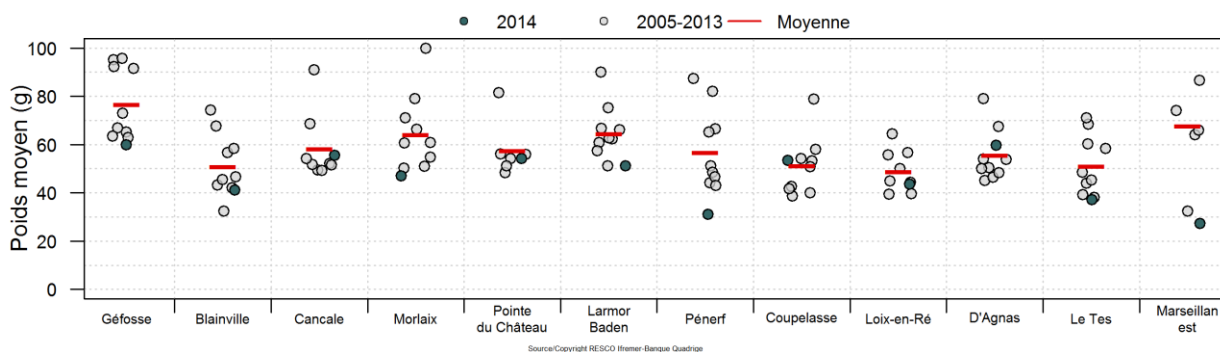 2014 2005-2013 Moyenne
Poids moyen (g)
100
80
60
40
20
0
Géfosse Blainville Cancale Morlaix Pointe du Château Larmor Baden Pénerf Coupelasse Loix-en-Ré D'Agnas Le Tes Marseillan est
Source/Copyright RESCO Ifremer-Banque Quadrige